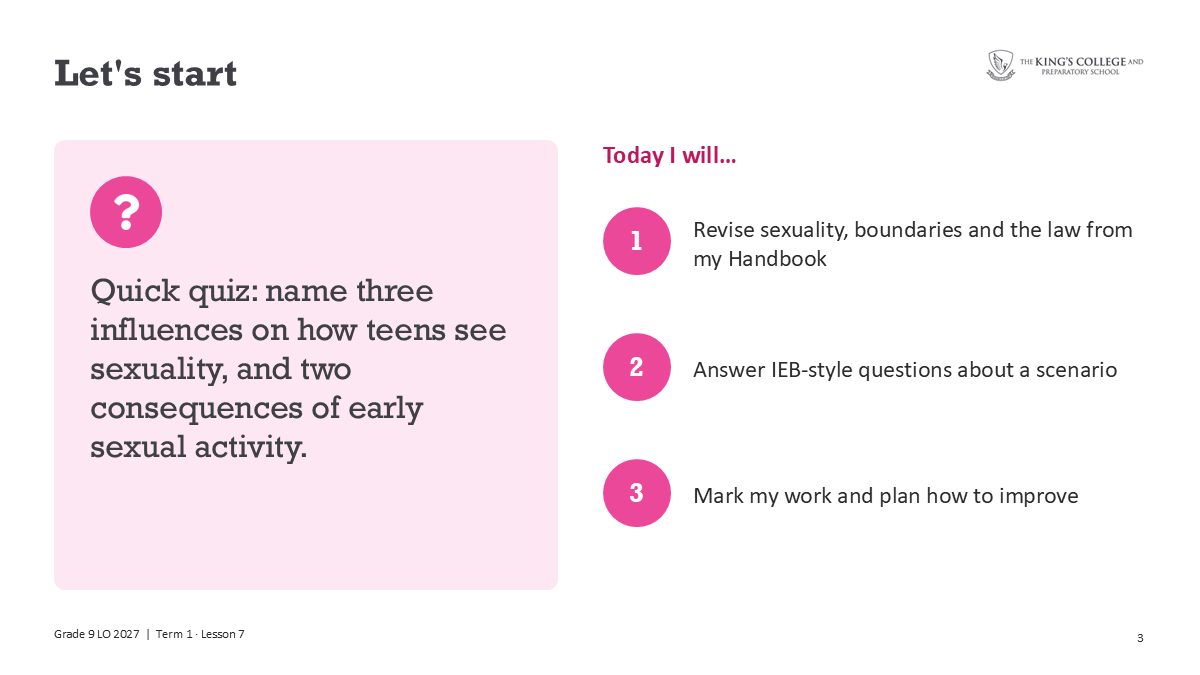 Let's start
THE KING'S COLLEGE AND
PREPARATORY SCHOOL
?
Quick quiz: name three
influences on how teens see
sexuality, and two
consequences of early
sexual activity.
Today I will...
1
Revise sexuality, boundaries and the law from
my Handbook
2
Answer IEB-style questions about a scenario
3
Mark my work and plan how to improve
Grade 9 LO 2027 | Term 1 · Lesson 7
3